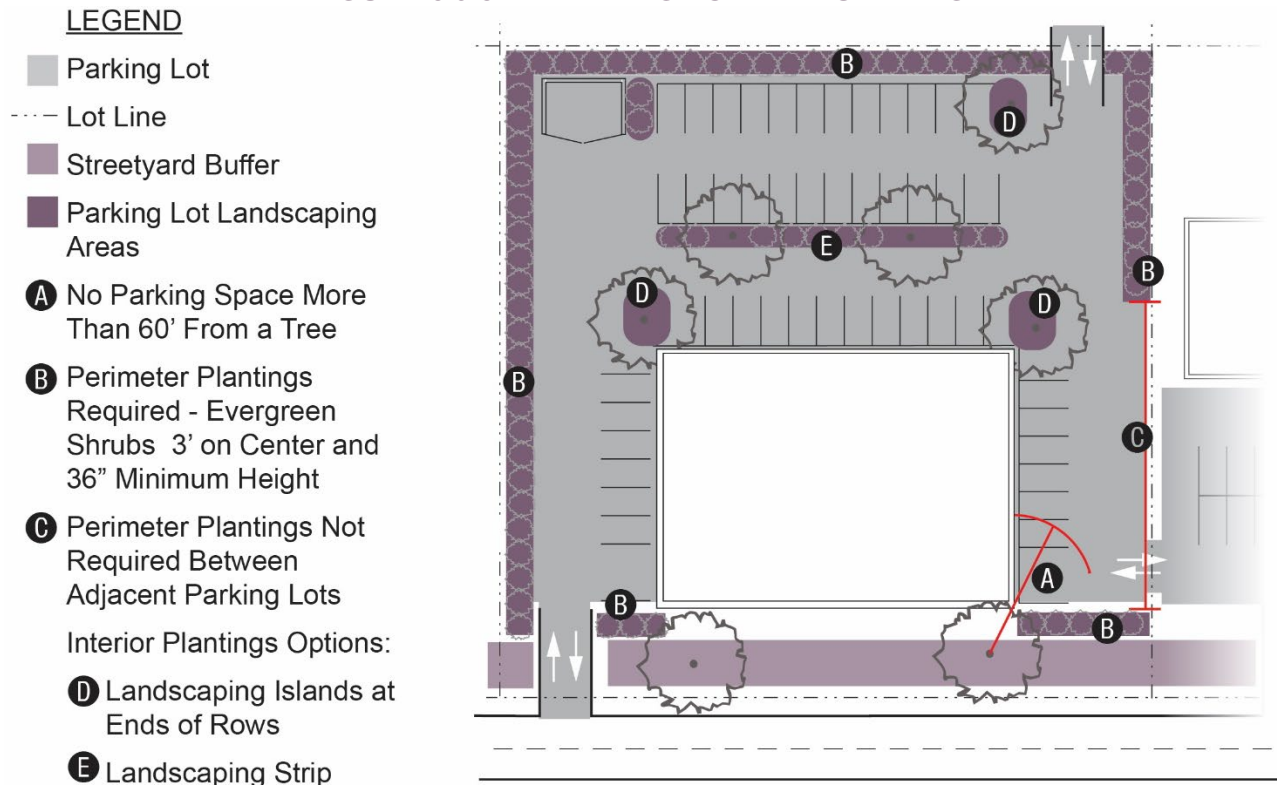 LEGEND
Parking Lot
Lot Line
Streetyard Buffer
Parking Lot Landscaping
Areas
A No Parking Space More
Than 60' From a Tree
B Perimeter Plantings
Required - Evergreen
Shrubs 3' on Center and
36" Minimum Height
C Perimeter Plantings Not
Required Between
Adjacent Parking Lots
Interior Plantings Options:
D Landscaping Islands at
Ends of Rows
E Landscaping Strip
B
D
E
B
D
D
B
C
A
B
B